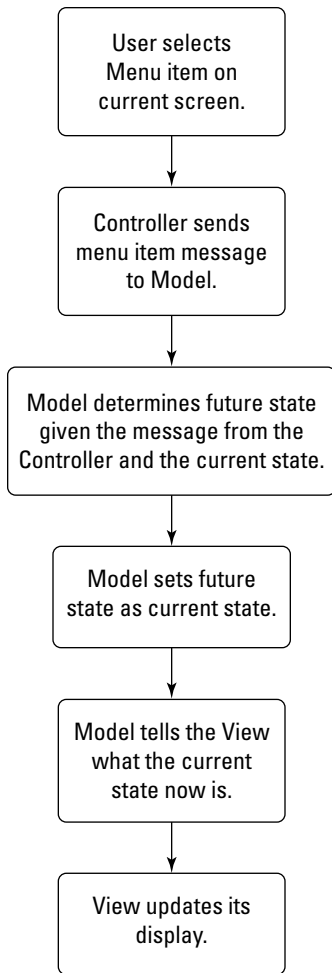 User selects
Menu item on
current screen.
Controller sends
menu item message
to Model.
Model determines future state
given the message from the
Controller and the current state.
Model sets future
state as current state.
Model tells the View
what the current
state now is.
View updates its
display.